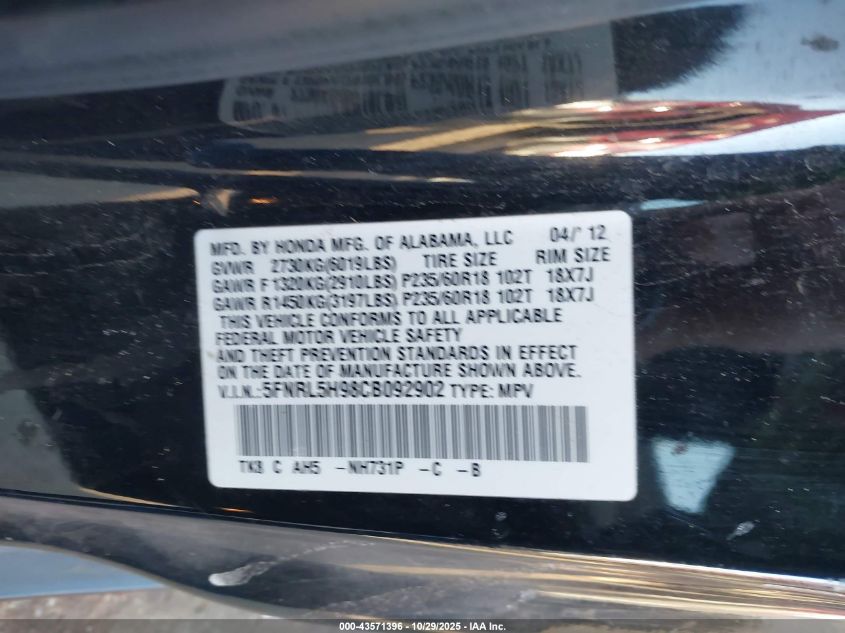 MFD. BY HONDA MFG. OF ALABAMA, LLC 04/'12
GVWR 2730KG(6019LBS) TIRE SIZE RIM SIZE
GAWR F 1320KG(2910LBS) P235/60R18 102T 18X7J
GAWR R1450KG(3197LBS) P235/60R18 102T 18X7J
THIS VEHICLE CONFORMS TO ALL APPLICABLE
FEDERAL MOTOR VEHICLE SAFETY
AND THEFT PREVENTION STANDARDS IN EFFECT
ON THE DATE OF MANUFACTURE SHOWN ABOVE.
V.I.N.:5FNRL5H98CB092902 TYPE: MPV
TK8 C AH5 -NH731P -C -B
000-43571396 - 10/29/2025 - IAA Inc.